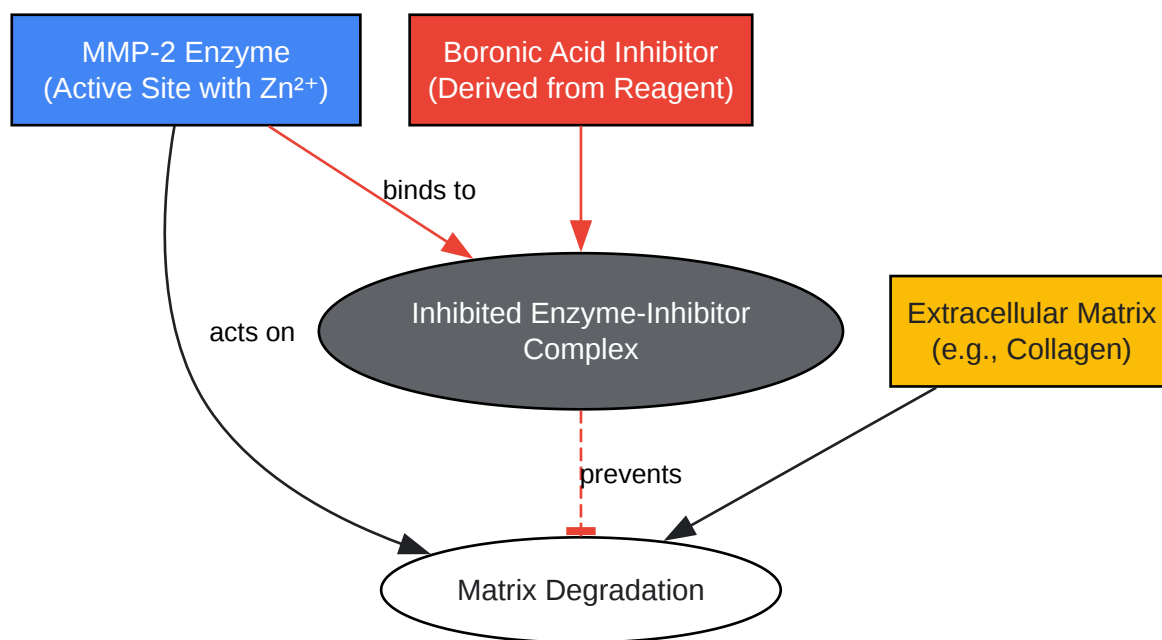 MMP-2 Enzyme
(Active Site with Zn²⁺)
Boronic Acid Inhibitor
(Derived from Reagent)
binds to
acts on
Inhibited Enzyme-Inhibitor
Complex
Extracellular Matrix
(e.g., Collagen)
prevents
Matrix Degradation